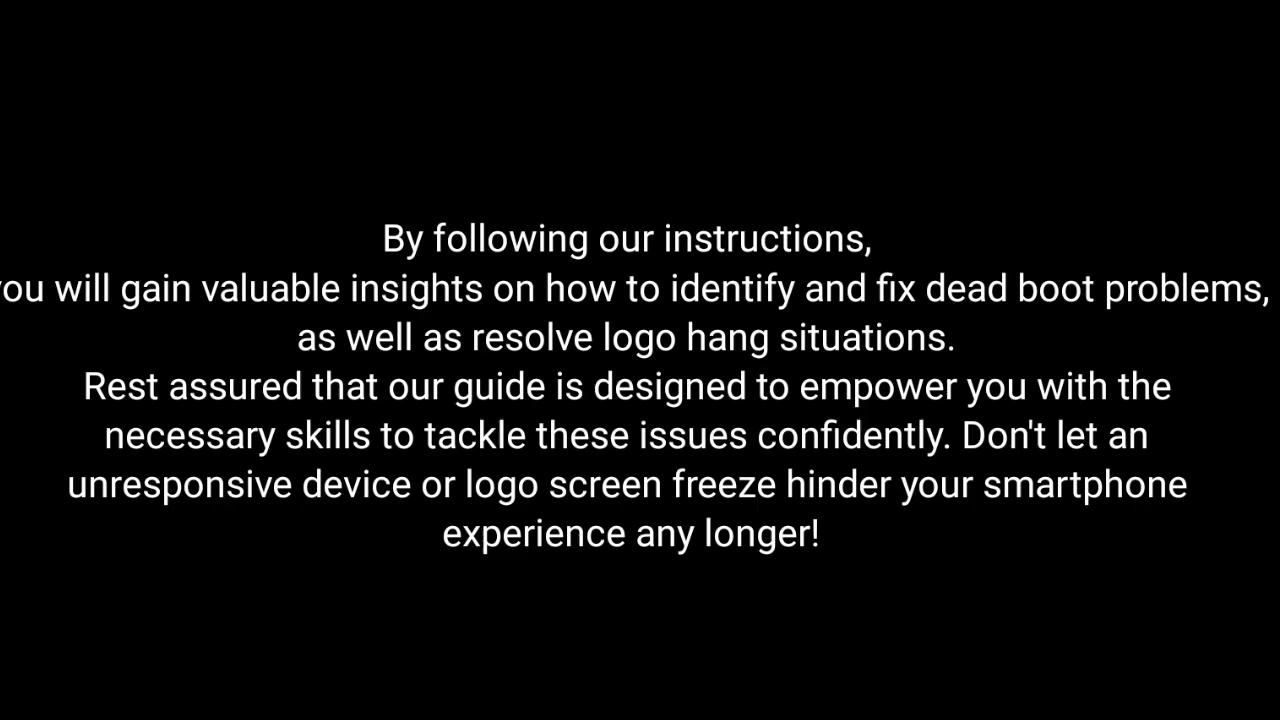 By following our instructions,
you will gain valuable insights on how to identify and fix dead boot problems,
as well as resolve logo hang situations.
Rest assured that our guide is designed to empower you with the
necessary skills to tackle these issues confidently. Don't let an
unresponsive device or logo screen freeze hinder your smartphone
experience any longer!